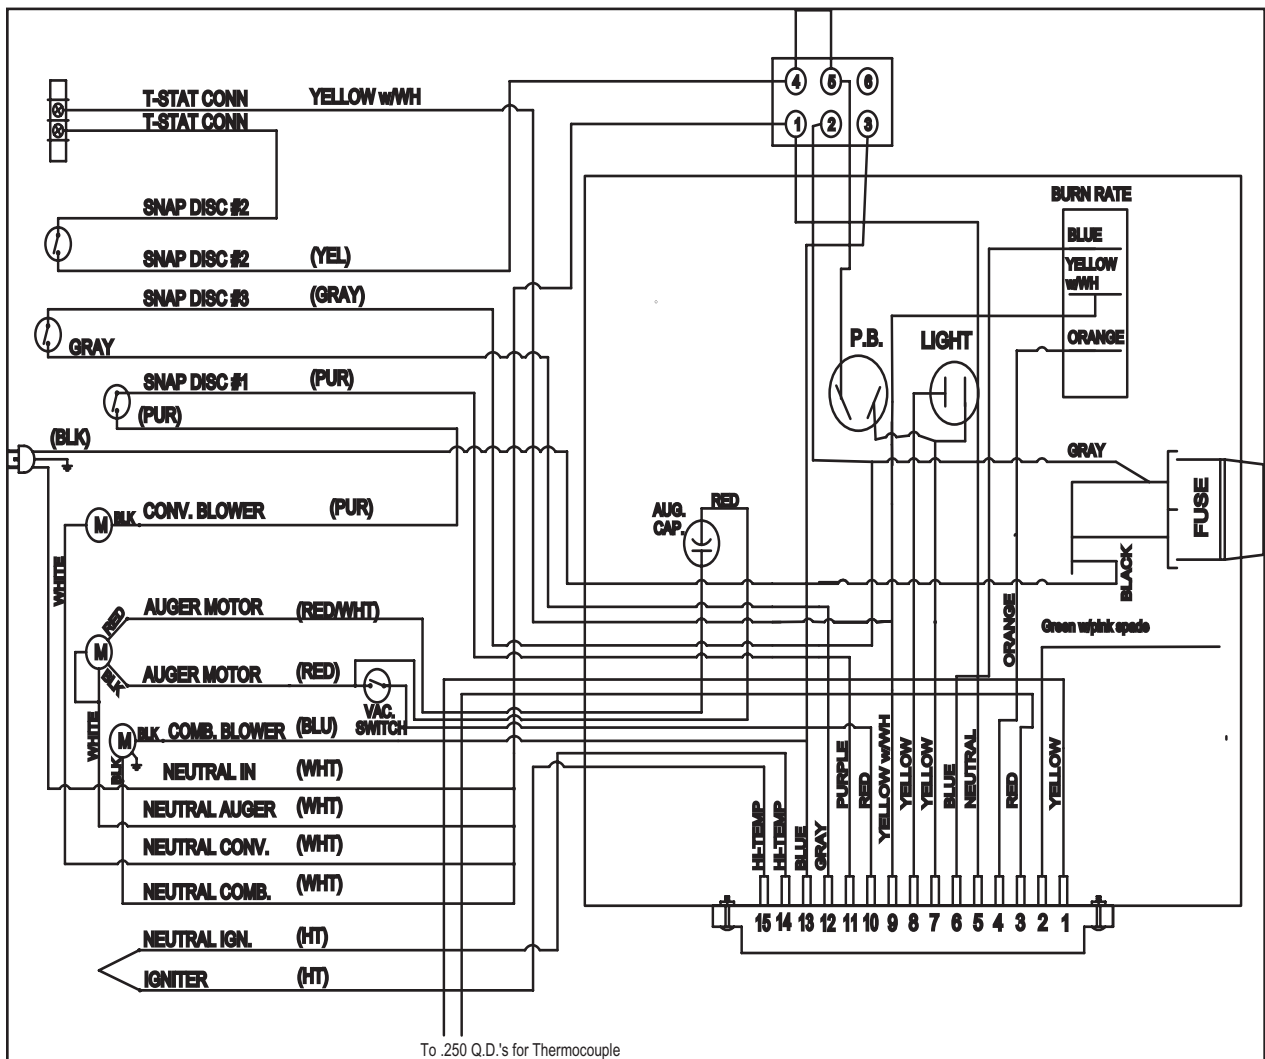 4 5 6
1 2 3
T-STAT CONN YELLOW w/WH
T-STAT CONN
SNAP DISC #2
SNAP DISC #2 (YEL)
SNAP DISC #3 (GRAY)
GRAY
SNAP DISC #1 (PUR)
(PUR)
(BLK)
M BLK CONV. BLOWER (PUR)
WHITE
RED AUGER MOTOR (RED/WHT)
M
BLK AUGER MOTOR (RED)
VAC.
SWITCH
WHITE
M BLK COMB. BLOWER (BLU)
BLK
NEUTRAL IN (WHT)
NEUTRAL AUGER (WHT)
NEUTRAL CONV. (WHT)
NEUTRAL COMB. (WHT)
NEUTRAL IGN. (HT)
IGNITER (HT)
BURN RATE
BLUE
YELLOW
w/WH
ORANGE
P.B.
LIGHT
GRAY
FUSE
BLACK
AUG.
CAP.
RED
ORANGE
Green w/pink spade
HI-TEMP
HI-TEMP
BLUE
GRAY
PURPLE
RED
YELLOW w/WH
YELLOW
YELLOW
BLUE
NEUTRAL
RED
YELLOW
15 14 13 12 11 10 9 8 7 6 5 4 3 2 1
To .250 Q.D.'s for Thermocouple